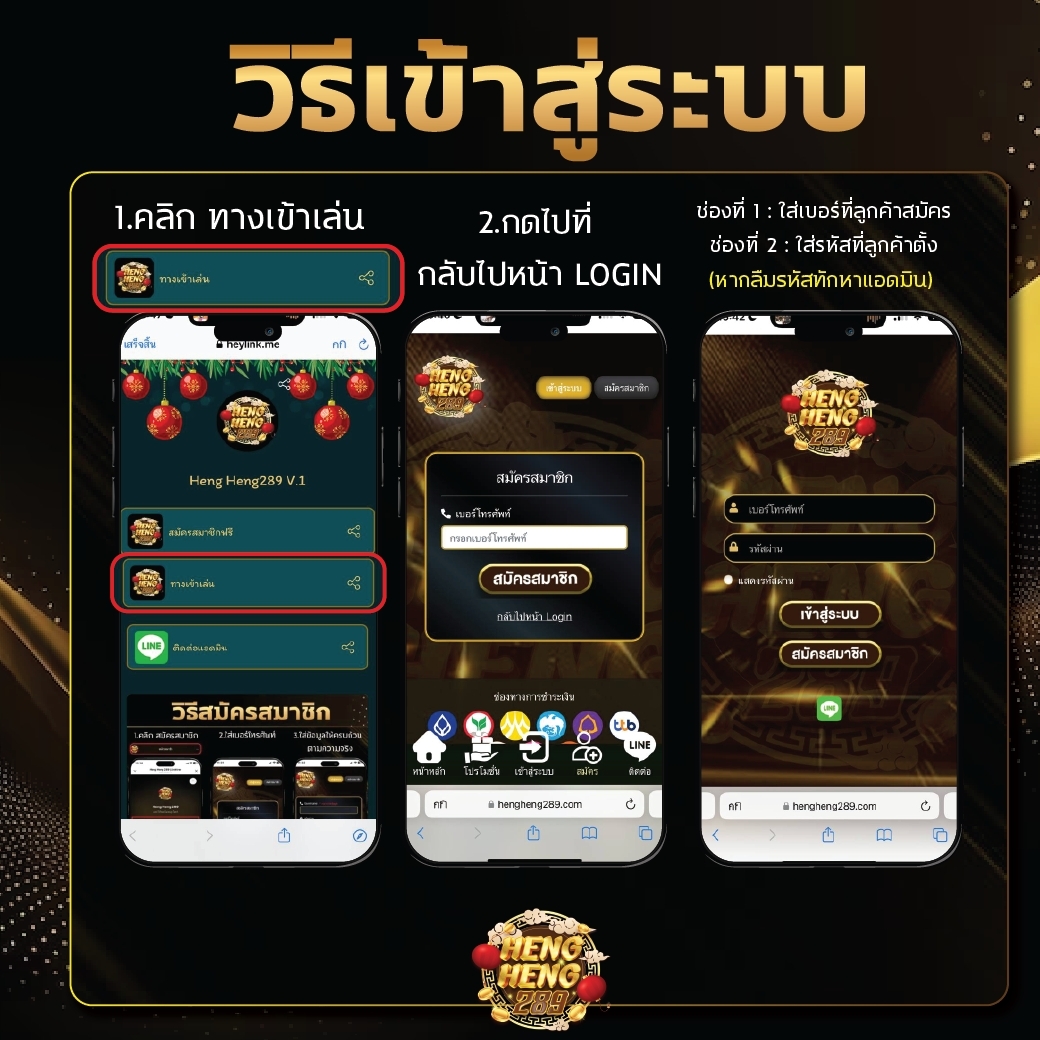 วิธีเข้าสู่ระบบ
1.คลิก ทางเข้าเล่น
ทางเข้าเล่น
เสร็จสิ้น
heylink.me
กก
HENG
HENG
289
Heng Heng289 V.1
สมัครสมาชิกฟรี
ทางเข้าเล่น
LINE
ติดต่อแอดมิน
วิธีสมัครสมาชิก
1.คลิก สมัครสมาชิก
2.ใส่เบอร์โทรศัพท์
3.ใส่ข้อมูลให้ครบถ้วน
ตามความจริง
2.กดไปที่
กลับไปหน้า LOGIN
HENG
HENG
289
เข้าสู่ระบบ
สมัครสมาชิก
สมัครสมาชิก
เบอร์โทรศัพท์
กรอกเบอร์โทรศัพท์
สมัครสมาชิก
กลับไปหน้า Login
ช่องทางการชำระเงิน
ttb
LINE
หน้าหลัก
โปรโมชั่น
เข้าสู่ระบบ
สมัคร
ติดต่อ
กก
hengheng289.com
ช่องที่ 1 : ใส่เบอร์ที่ลูกค้าสมัคร
ช่องที่ 2 : ใส่รหัสที่ลูกค้าตั้ง
(หากลืมรหัสทักหาแอดมิน)
HENG
HENG
289
เบอร์โทรศัพท์
รหัสผ่าน
แสดงรหัสผ่าน
เข้าสู่ระบบ
สมัครสมาชิก
LINE
กก
hengheng289.com
HENG
HENG
289